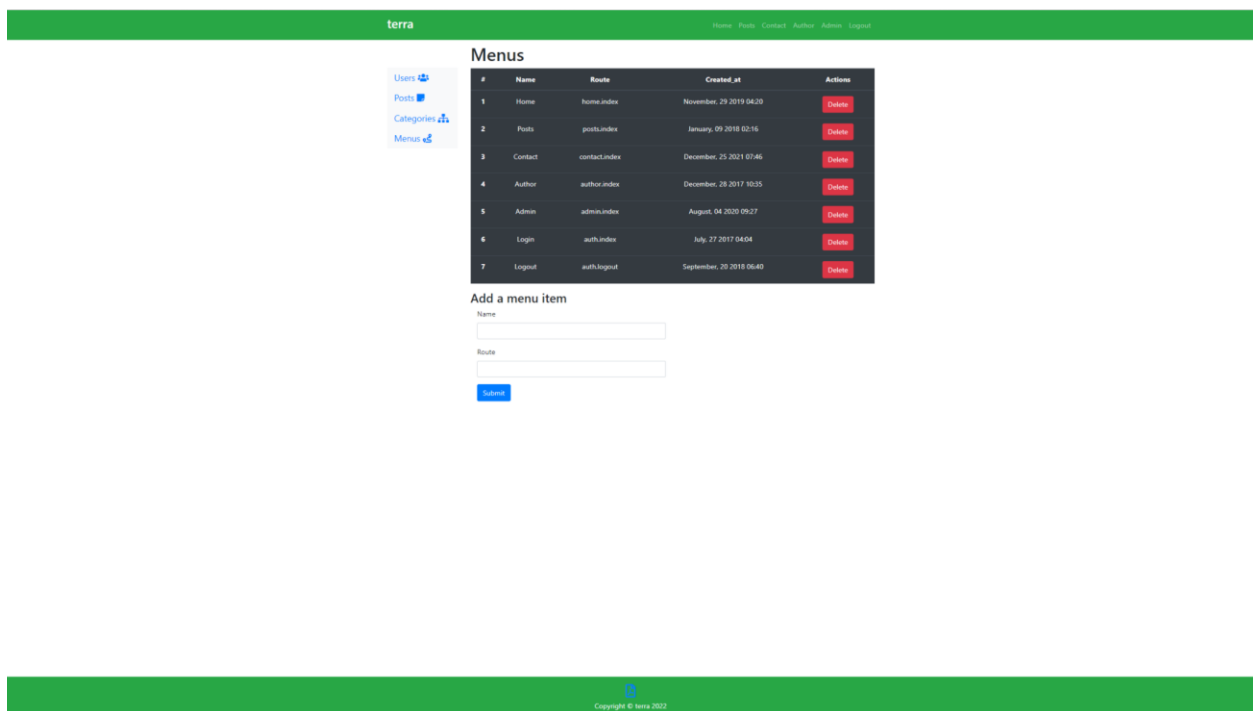 terra
Home Posts Contact Author Admin Logout
Menus
Users
Posts
Categories
Menus
# Name Route Created_at Actions
1 Home home.index November, 29 2019 04:20 Delete
2 Posts posts.index January, 09 2018 02:16 Delete
3 Contact contact.index December, 25 2021 07:46 Delete
4 Author author.index December, 28 2017 10:35 Delete
5 Admin admin.index August, 04 2020 09:27 Delete
6 Login auth.index July, 27 2017 04:04 Delete
7 Logout auth.logout September, 20 2018 06:40 Delete
Add a menu item
Name
Route
Submit
Copyright © terra 2022